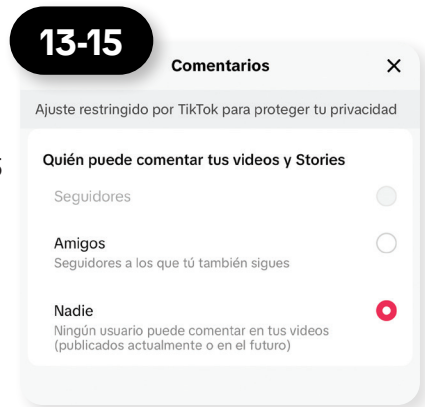 13-15
Comentarios
Ajuste restringido por TikTok para proteger tu privacidad
Quién puede comentar tus videos y Stories
Seguidores
Amigos
Seguidores a los que tú también sigues
Nadie
Ningún usuario puede comentar en tus videos
(publicados actualmente o en el futuro)